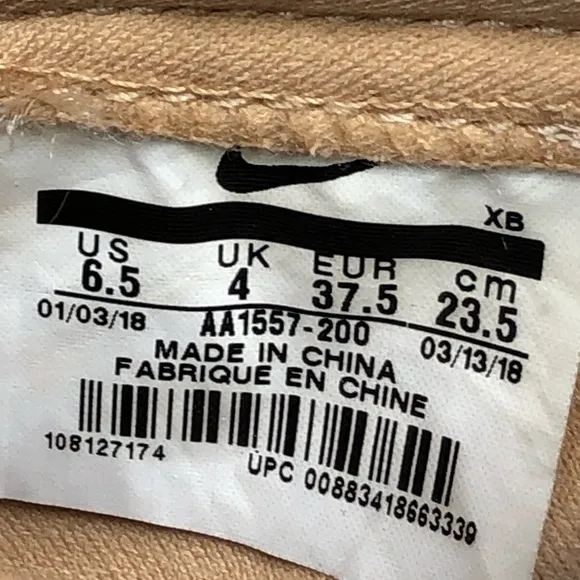 XB
US UK EUR cm
6.5 4 37.5 23.5
01/03/18 AA1557-200 03/13/18
MADE IN CHINA
FABRIQUE EN CHINE
108127174 UPC 00883418663339